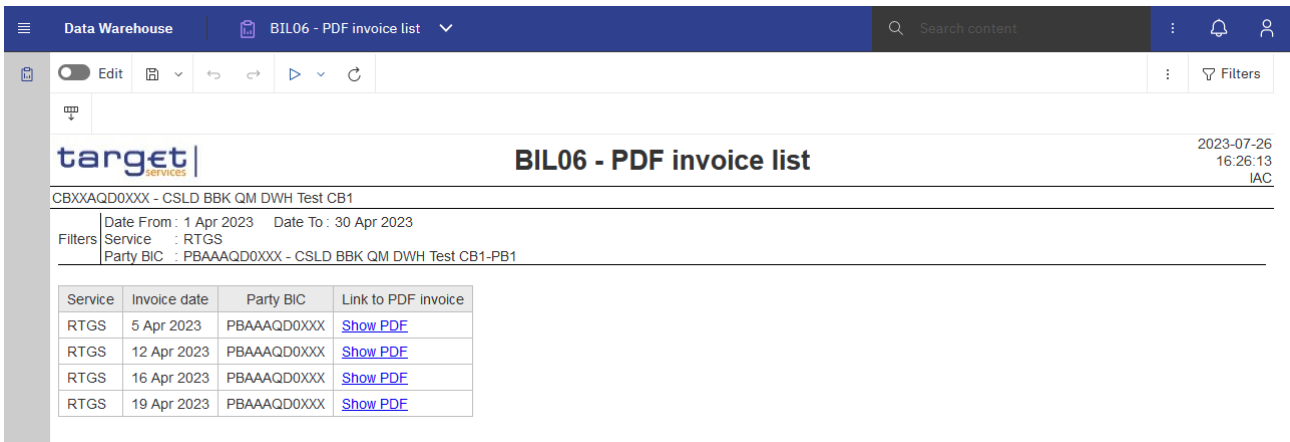 Data Warehouse BIL06 - PDF invoice list Search content
Edit Filters
target services
BIL06 - PDF invoice list
2023-07-26
16:26:13
IAC
CBXXAQD0XXX - CSLD BBK QM DWH Test CB1
Filters
Date From : 1 Apr 2023 Date To : 30 Apr 2023
Service : RTGS
Party BIC : PBAAAQD0XXX - CSLD BBK QM DWH Test CB1-PB1
Service Invoice date Party BIC Link to PDF invoice
RTGS 5 Apr 2023 PBAAAQD0XXX Show PDF
RTGS 12 Apr 2023 PBAAAQD0XXX Show PDF
RTGS 16 Apr 2023 PBAAAQD0XXX Show PDF
RTGS 19 Apr 2023 PBAAAQD0XXX Show PDF